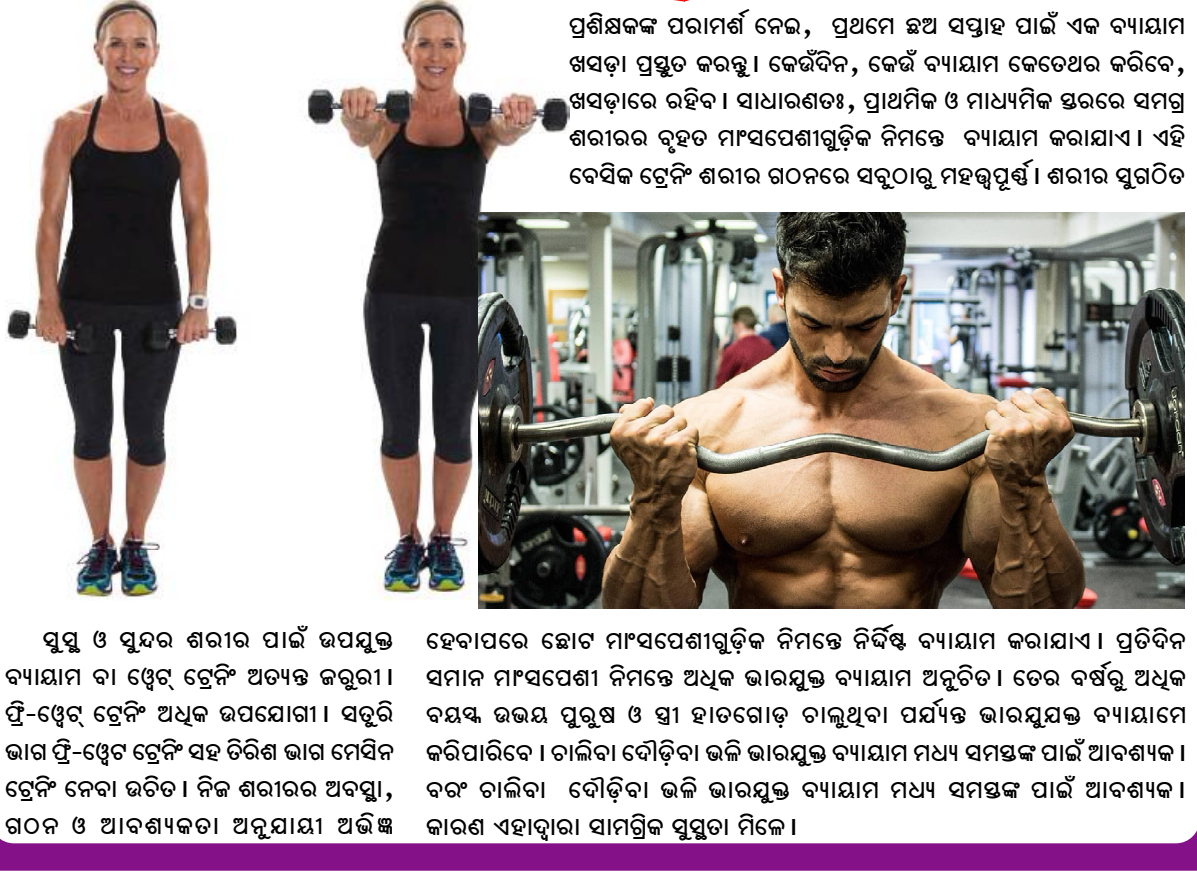 ସୁସ୍ଥ ଓ ସୁନ୍ଦର ଶରୀର ପାଇଁ ଉପଯୁକ୍ତ
ବ୍ୟାୟାମ ବା ୱେଟ୍ ଟ୍ରେନିଂ ଅତ୍ୟନ୍ତ ଜରୁରୀ।
ଫ୍ରି-ୱେଟ୍ ଟ୍ରେନିଂ ଅଧିକ ଉପଯୋଗୀ। ସତୁରି
ଭାଗ ଫ୍ରି-ୱେଟ ଟ୍ରେନିଂ ସହ ତିରିଶ ଭାଗ ମେସିନ
ଟ୍ରେନିଂ ନେବା ଉଚିତ। ନିଜ ଶରୀରର ଅବସ୍ଥା,
ଗଠନ ଓ ଆବଶ୍ୟକତା ଅନୁଯାୟୀ ଅଭିଜ୍ଞ
ପ୍ରଶିକ୍ଷକଙ୍କ ପରାମର୍ଶ ନେଇ, ପ୍ରଥମେ ଛଅ ସପ୍ତାହ ପାଇଁ ଏକ ବ୍ୟାୟାମ
ଖସଡ଼ା ପ୍ରସ୍ତୁତ କରନ୍ତୁ। କେଉଁଦିନ, କେଉଁ ବ୍ୟାୟାମ କେତେଥର କରିବେ,
ଖସଡ଼ାରେ ରହିବ। ସାଧାରଣତଃ, ପ୍ରାଥମିକ ଓ ମାଧ୍ୟମିକ ସ୍ତରରେ ସମଗ୍ର
ଶରୀରର ବୃହତ ମାଂସପେଶୀଗୁଡ଼ିକ ନିମନ୍ତେ ବ୍ୟାୟାମ କରାଯାଏ। ଏହି
ବେସିକ ଟ୍ରେନିଂ ଶରୀର ଗଠନରେ ସବୁଠାରୁ ମହତ୍ତ୍ୱପୂର୍ଣ୍ଣ। ଶରୀର ସୁଗଠିତ
ହେବାପରେ ଛୋଟ ମାଂସପେଶୀଗୁଡ଼ିକ ନିମନ୍ତେ ନିର୍ଦ୍ଦିଷ୍ଟ ବ୍ୟାୟାମ କରାଯାଏ। ପ୍ରତିଦିନ
ସମାନ ମାଂସପେଶୀ ନିମନ୍ତେ ଅଧିକ ଭାରଯୁକ୍ତ ବ୍ୟାୟାମ ଅନୁଚିତ। ତେର ବର୍ଷରୁ ଅଧିକ
ବୟସ୍କ ଉଭୟ ପୁରୁଷ ଓ ସ୍ତ୍ରୀ ହାତଗୋଡ଼ ଚାଲୁଥିବା ପର୍ଯ୍ୟନ୍ତ ଭାରଯୁଯକ୍ତ ବ୍ୟାୟାମେ
କରିପାରିବେ। ଚାଲିବା ଦୌଡ଼ିବା ଭଳି ଭାରଯୁକ୍ତ ବ୍ୟାୟାମ ମଧ୍ୟ ସମସ୍ତଙ୍କ ପାଇଁ ଆବଶ୍ୟକ।
ବରଂ ଚାଲିବା ଦୌଡ଼ିବା ଭଳି ଭାରଯୁକ୍ତ ବ୍ୟାୟାମ ମଧ୍ୟ ସମସ୍ତଙ୍କ ପାଇଁ ଆବଶ୍ୟକ।
କାରଣ ଏହାଦ୍ୱାରା ସାମଗ୍ରିକ ସୁସ୍ଥତା ମିଳେ।